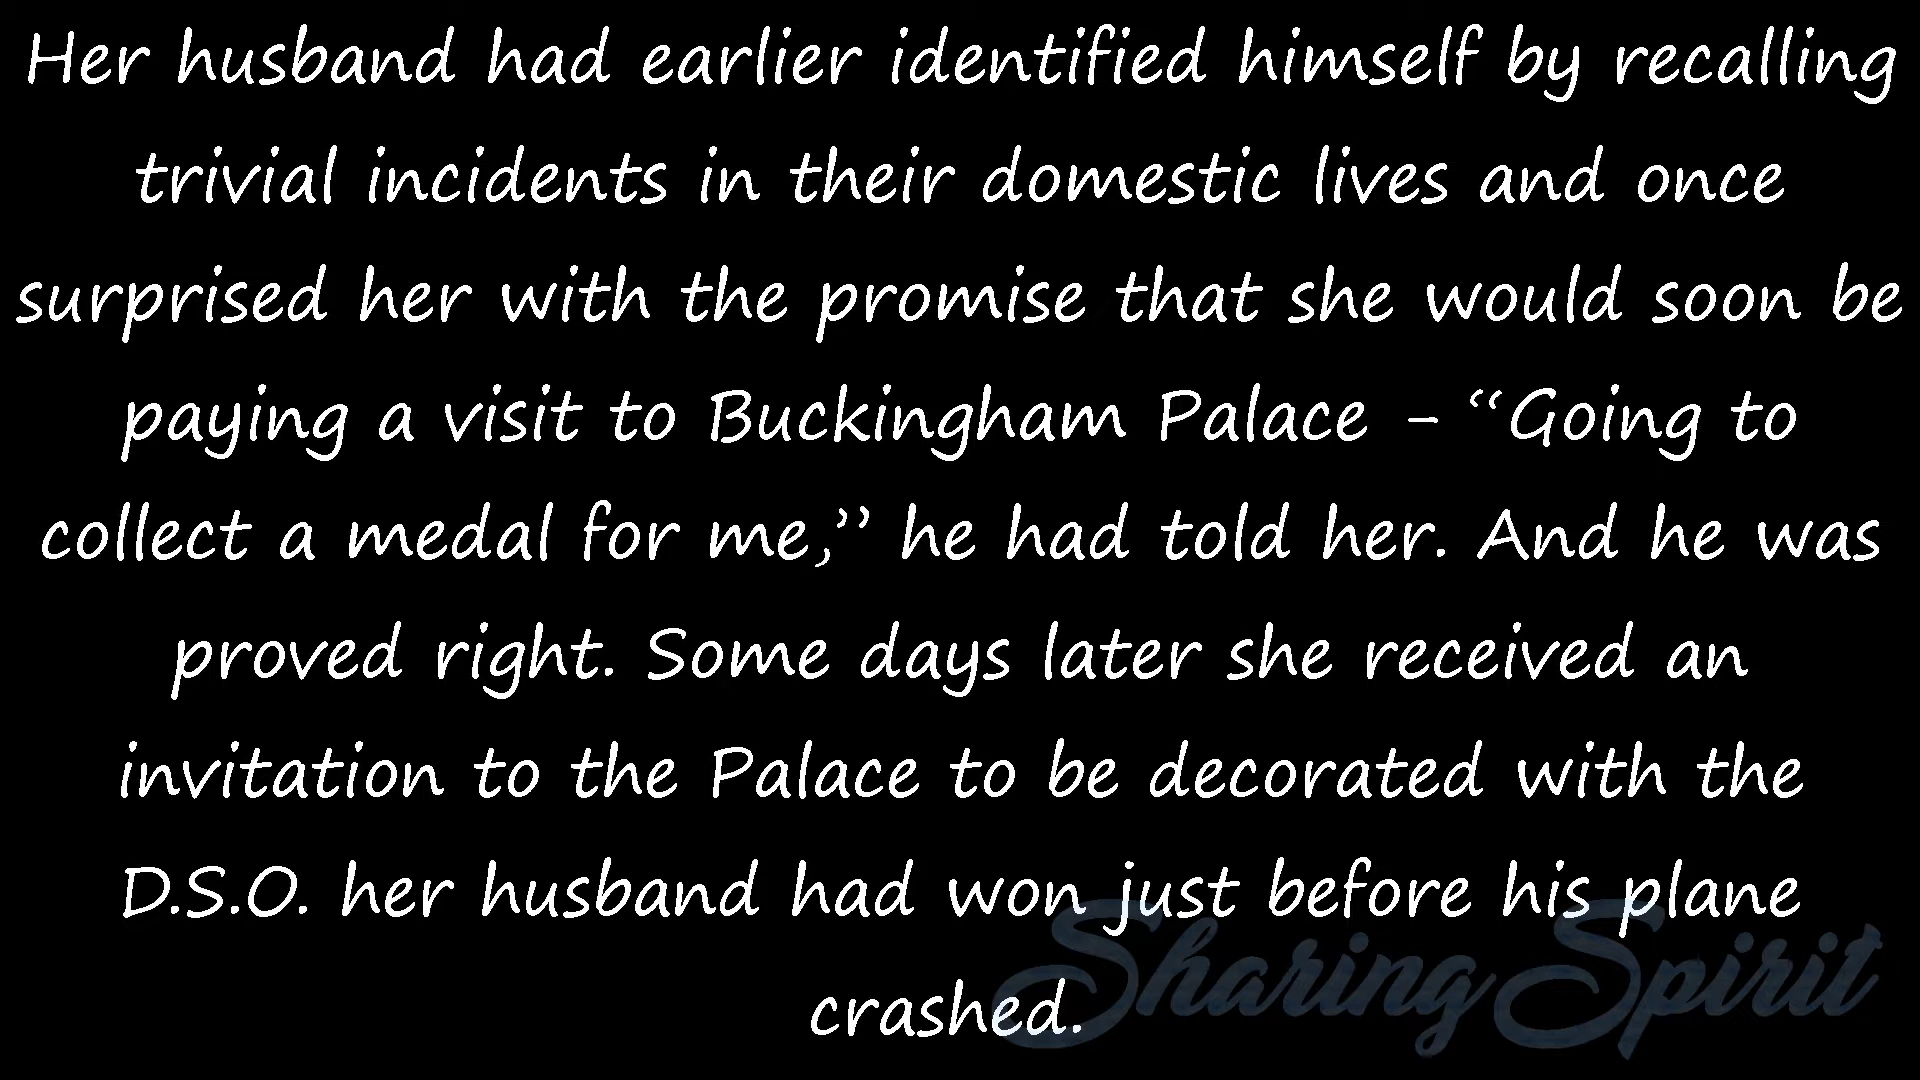 Her husband had earlier identified himself by recalling
trivial incidents in their domestic lives and once
surprised her with the promise that she would soon be
paying a visit to Buckingham Palace - “Going to
collect a medal for me,” he had told her. And he was
proved right. Some days later she received an
invitation to the Palace to be decorated with the
D.S.O. her husband had won just before his plane
crashed.
Sharing Spirit